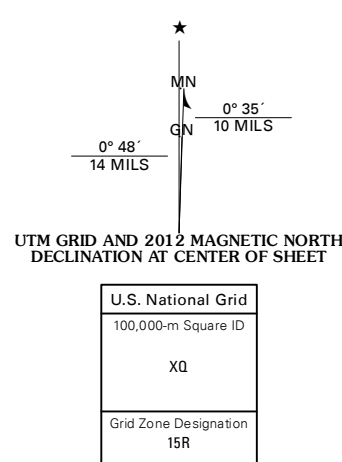 ★
MN
0° 35´
10 MILS
GN
0° 48´
14 MILS
UTM GRID AND 2012 MAGNETIC NORTH
DECLINATION AT CENTER OF SHEET
U.S. National Grid
100,000-m Square ID
XQ
Grid Zone Designation
15R